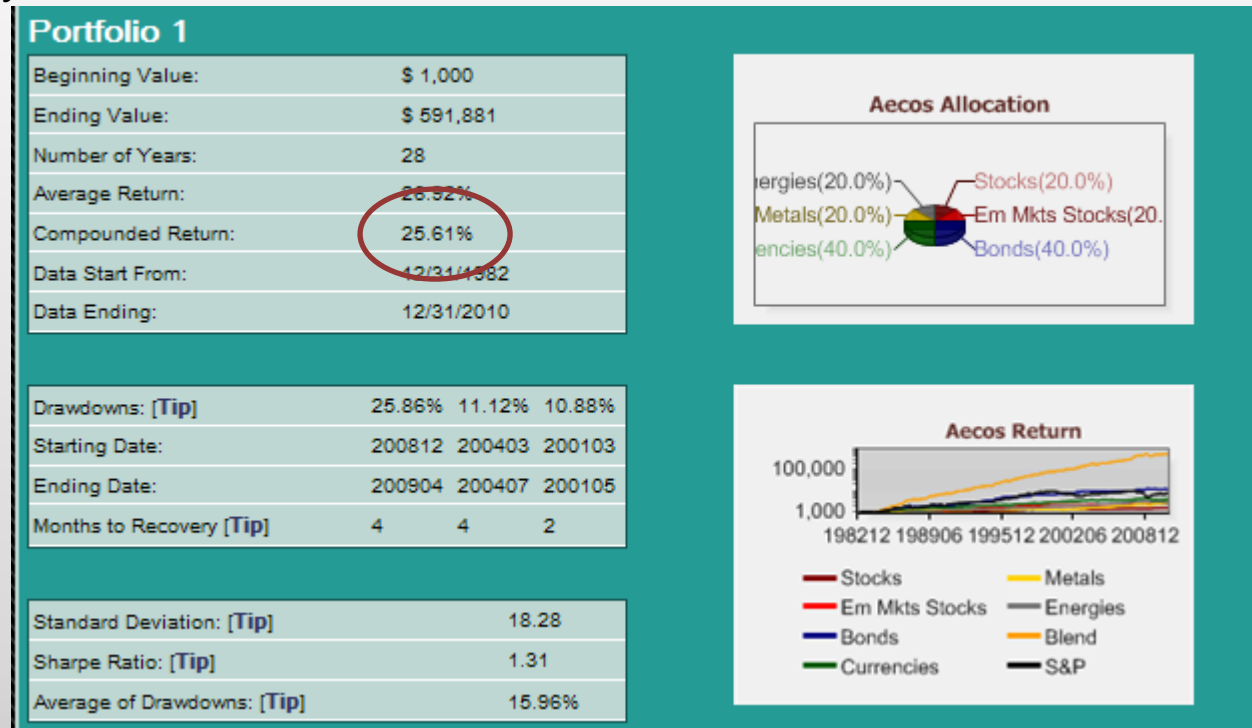 Portfolio 1
Beginning Value: $ 1,000
Ending Value: $ 591,881
Number of Years: 28
Average Return: 28.92%
Compounded Return: 25.61%
Data Start From: 12/31/1982
Data Ending: 12/31/2010
Drawdowns: [Tip] 25.86% 11.12% 10.88%
Starting Date: 200812 200403 200103
Ending Date: 200904 200407 200105
Months to Recovery [Tip] 4 4 2
Standard Deviation: [Tip] 18.28
Sharpe Ratio: [Tip] 1.31
Average of Drawdowns: [Tip] 15.96%
Aecos Allocation
ergies(20.0%) Stocks(20.0%)
Metals(20.0%) Em Mkts Stocks(20.
encies(40.0%) Bonds(40.0%)
Aecos Return
100,000
1,000
198212 198906 199512 200206 200812
Stocks Metals
Em Mkts Stocks Energies
Bonds Blend
Currencies S&P